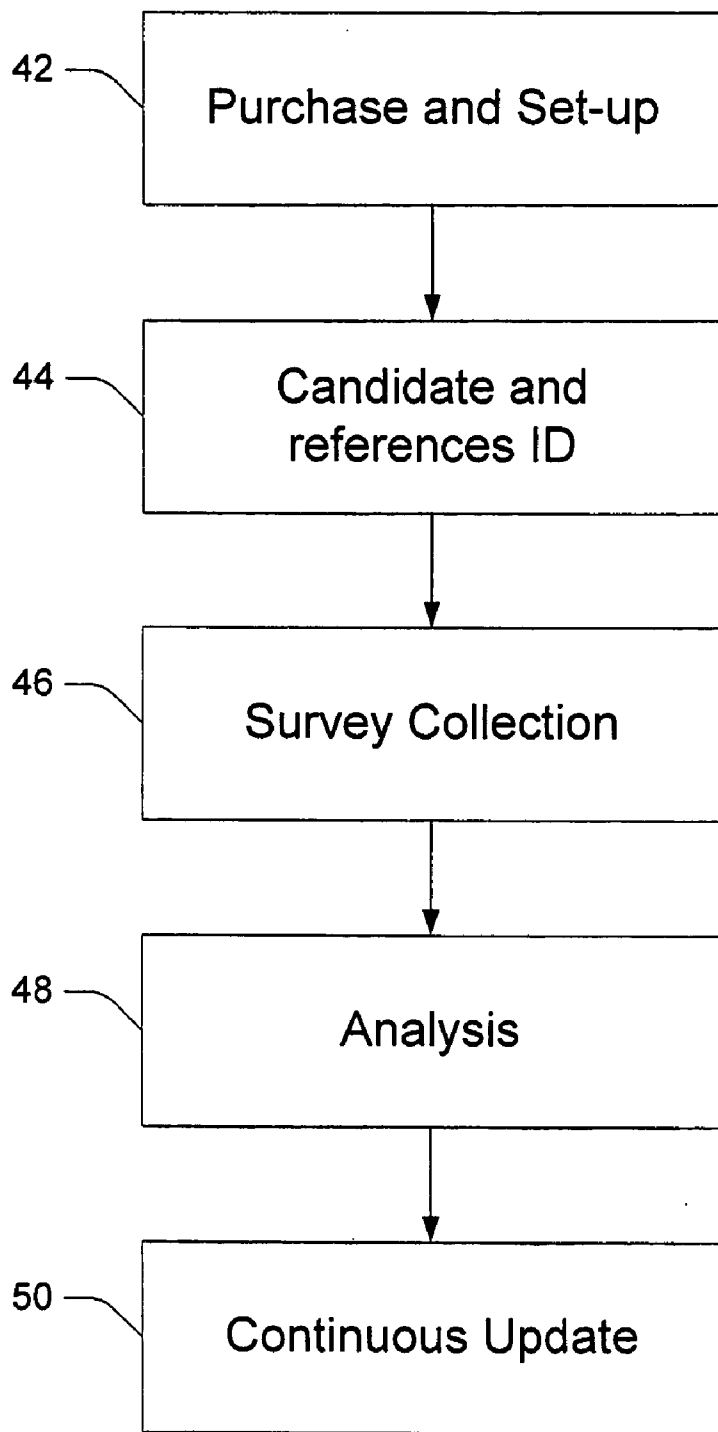 42
Purchase and Set-up
44
Candidate and
references ID
46
Survey Collection
48
Analysis
50
Continuous Update